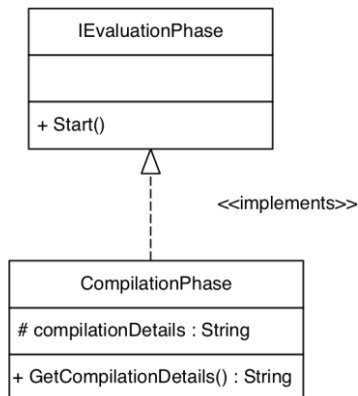 IEvaluationPhase
+ Start()
<<implements>>
CompilationPhase
# compilationDetails : String
+ GetCompilationDetails() : String